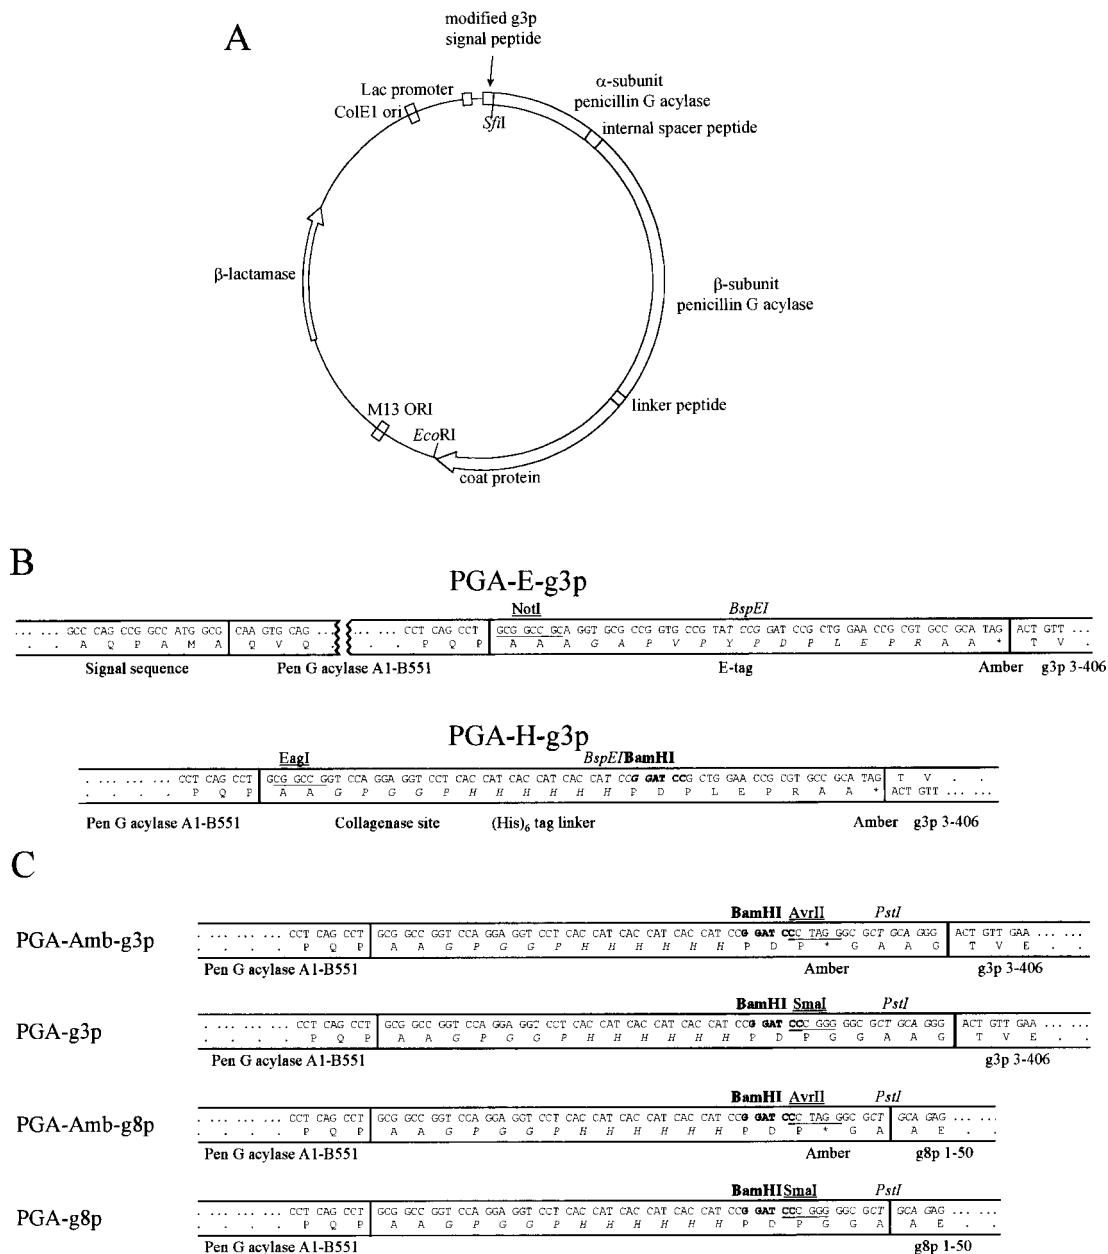 A
modified g3p
signal peptide
Lac promoter
α-subunit
penicillin G acylase
ColE1 ori
SfiI
internal spacer peptide
β-lactamase
β-subunit
penicillin G acylase
M13 ORI
linker peptide
EcoRI
coat protein
B
PGA-E-g3p
NotI BspEI
... ... GCC CAG CCG GCC ATG GCG CAA GTG CAG ... ... ... CCT CAG CCT GCG GCC GCA GGT GCG CCG GTG CCG TAT CCG GAT CCG CTG GAA CCG CGT GCC GCA TAG ACT GTT ...
. . A Q P A M A Q V Q . . . P Q P A A A G A P V P Y P D P L E P R A A * T V .
Signal sequence Pen G acylase A1-B551 E-tag Amber g3p 3-406
PGA-H-g3p
EagI BspEI BamHI
. ... ... ... CCT CAG CCT GCG GCC GGT CCA GGA GGT CCT CAC CAT CAC CAT CAC CAT CCG GAT CCG CTG GAA CCG CGT GCC GCA TAG T V . .
. . . . P Q P A A G P G G P H H H H H H P D P L E P R A A * ACT GTT ... ...
Pen G acylase A1-B551 Collagenase site (His)6 tag linker Amber g3p 3-406
C
BamHI AvrII PstI
PGA-Amb-g3p
. ... ... ... CCT CAG CCT GCG GCC GGT CCA GGA GGT CCT CAC CAT CAC CAT CAC CAT CCG GAT CCC TAG GGC GCT GCA GGG ACT GTT GAA ... ...
. . . . P Q P A A G P G G P H H H H H H P D P * G A A G T V E . .
Pen G acylase A1-B551 Amber g3p 3-406
BamHI SmaI PstI
PGA-g3p
. ... ... ... CCT CAG CCT GCG GCC GGT CCA GGA GGT CCT CAC CAT CAC CAT CAC CAT CCG GAT CCC GGG GGC GCT GCA GGG ACT GTT GAA ... ...
. . . . P Q P A A G P G G P H H H H H H P D P G G A A G T V E . .
Pen G acylase A1-B551 g3p 3-406
BamHI AvrII PstI
PGA-Amb-g8p
. ... ... ... CCT CAG CCT GCG GCC GGT CCA GGA GGT CCT CAC CAT CAC CAT CAC CAT CCG GAT CCC TAG GGC GCT GCA GAG ... ...
. . . . P Q P A A G P G G P H H H H H H P D P * G A A E . .
Pen G acylase A1-B551 Amber g8p 1-50
BamHI SmaI PstI
PGA-g8p
. ... ... ... CCT CAG CCT GCG GCC GGT CCA GGA GGT CCT CAC CAT CAC CAT CAC CAT CCG GAT CCC GGG GGC GCT GCA GAG ... ...
. . . . P Q P A A G P G G P H H H H H H P D P G G A A E . .
Pen G acylase A1-B551 g8p 1-50